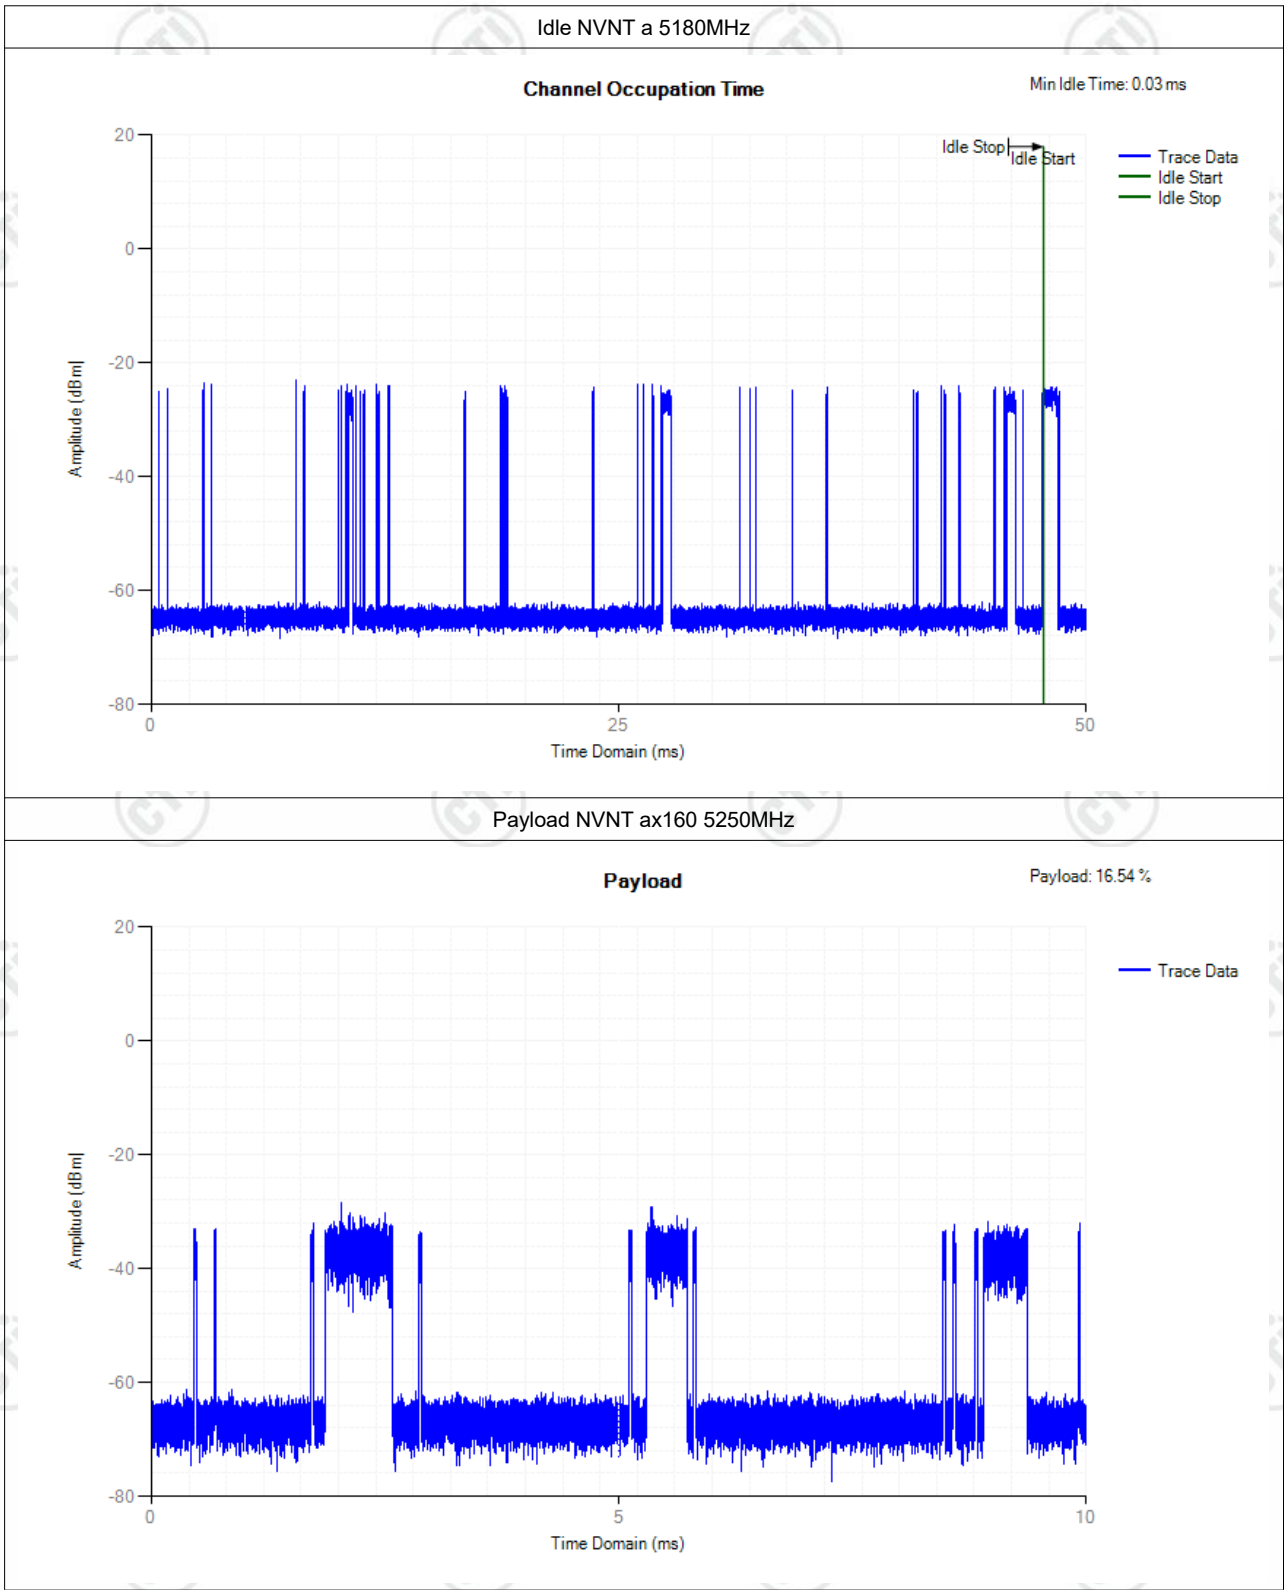 Idle NVNT a 5180MHz
Channel Occupation Time
Min Idle Time: 0.03 ms
Idle Stop
Idle Start
Trace Data
Idle Start
Idle Stop
20
0
-20
-40
-60
-80
Amplitude (dBm)
0
25
50
Time Domain (ms)
Payload NVNT ax160 5250MHz
Payload
Payload: 16.54 %
Trace Data
20
0
-20
-40
-60
-80
Amplitude (dBm)
0
5
10
Time Domain (ms)